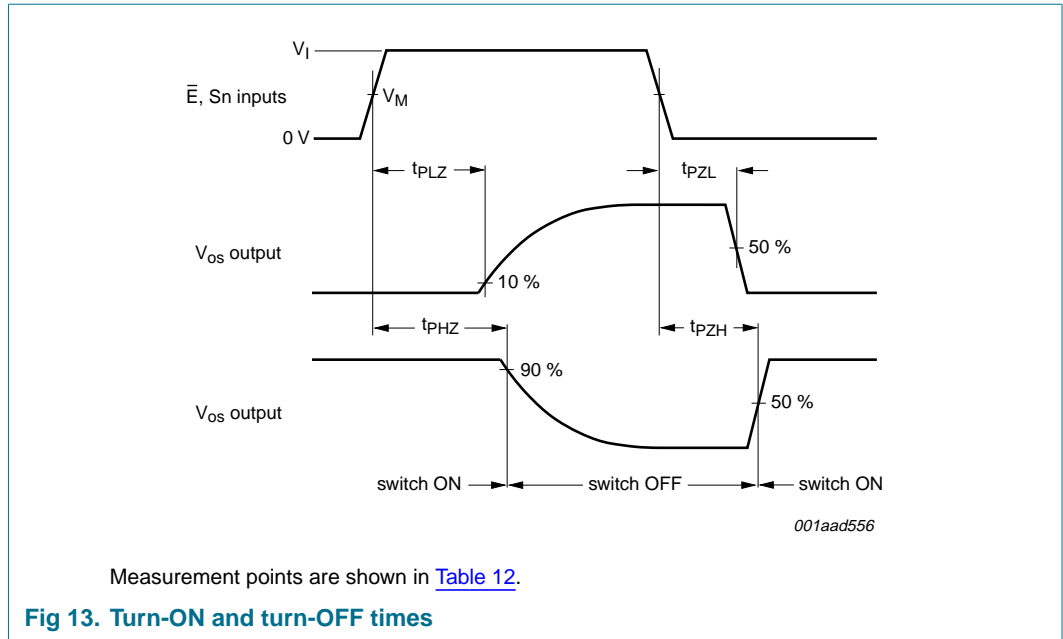 V_I
Ē, Sn inputs
V_M
0 V
t_PLZ
t_PZL
V_os output
50 %
10 %
t_PHZ
t_PZH
90 %
V_os output
50 %
switch ON
switch OFF
switch ON
001aad556
Measurement points are shown in Table 12.
Fig 13. Turn-ON and turn-OFF times